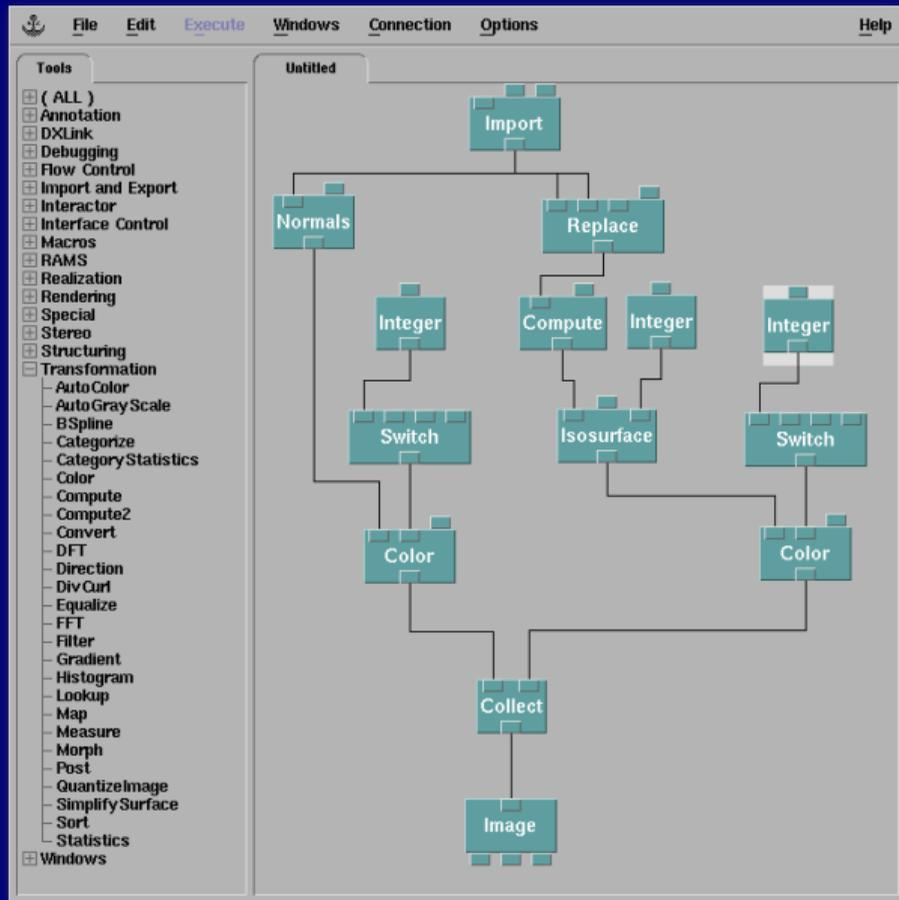 File Edit Execute Windows Connection Options Help
Tools
( ALL )
Annotation
DXLink
Debugging
Flow Control
Import and Export
Interactor
Interface Control
Macros
RAMS
Realization
Rendering
Special
Stereo
Structuring
Transformation
AutoColor
AutoGrayScale
BSpline
Categorize
CategoryStatistics
Color
Compute
Compute2
Convert
DFT
Direction
DivCurl
Equalize
FFT
Filter
Gradient
Histogram
Lookup
Map
Measure
Morph
Post
QuantizeImage
SimplifySurface
Sort
Statistics
Windows
Untitled
Import
Normals Replace
Integer Compute Integer Integer
Switch Isosurface Switch
Color Color
Collect
Image